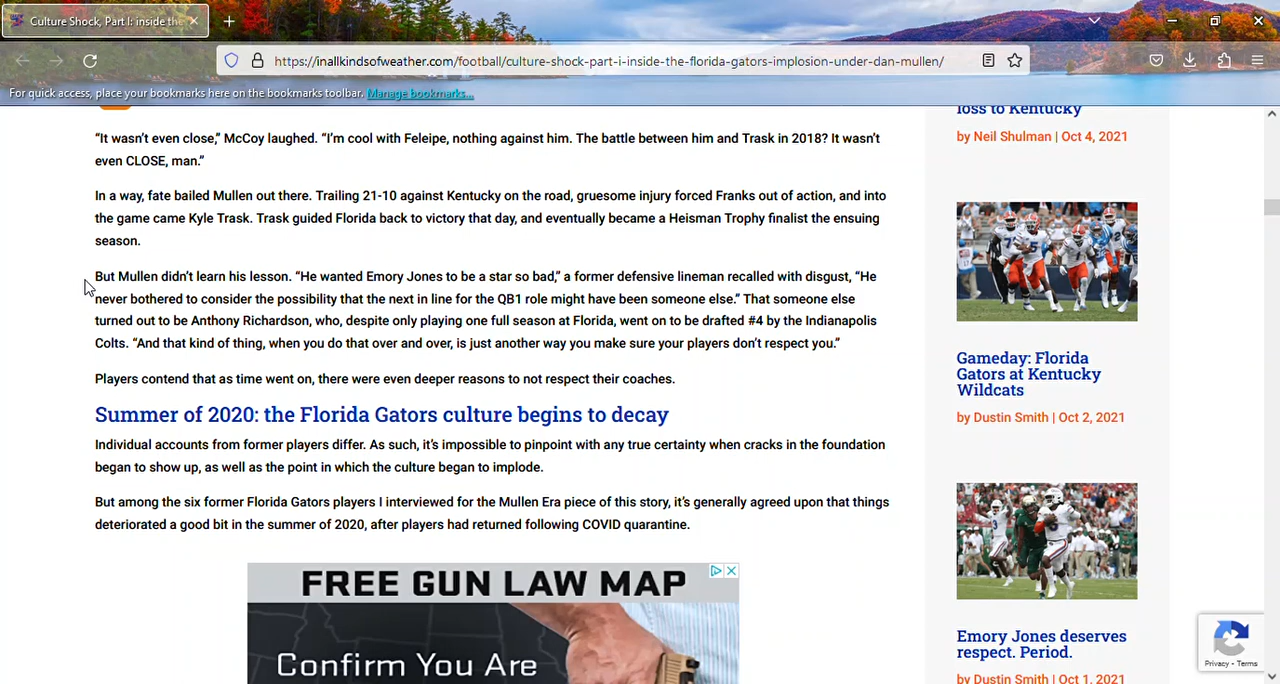 Culture Shock, Part I: inside the
https://inallkindsofweather.com/football/culture-shock-part-i-inside-the-florida-gators-implosion-under-dan-mullen/
For quick access, place your bookmarks here on the bookmarks toolbar. Manage bookmarks...
“It wasn’t even close,” McCoy laughed. “I’m cool with Feleipe, nothing against him. The battle between him and Trask in 2018? It wasn’t
even CLOSE, man.”
In a way, fate bailed Mullen out there. Trailing 21-10 against Kentucky on the road, gruesome injury forced Franks out of action, and into
the game came Kyle Trask. Trask guided Florida back to victory that day, and eventually became a Heisman Trophy finalist the ensuing
season.
But Mullen didn’t learn his lesson. “He wanted Emory Jones to be a star so bad,” a former defensive lineman recalled with disgust, “He
never bothered to consider the possibility that the next in line for the QB1 role might have been someone else.” That someone else
turned out to be Anthony Richardson, who, despite only playing one full season at Florida, went on to be drafted #4 by the Indianapolis
Colts. “And that kind of thing, when you do that over and over, is just another way you make sure your players don’t respect you.”
Players contend that as time went on, there were even deeper reasons to not respect their coaches.
Summer of 2020: the Florida Gators culture begins to decay
Individual accounts from former players differ. As such, it’s impossible to pinpoint with any true certainty when cracks in the foundation
began to show up, as well as the point in which the culture began to implode.
But among the six former Florida Gators players I interviewed for the Mullen Era piece of this story, it’s generally agreed upon that things
deteriorated a good bit in the summer of 2020, after players had returned following COVID quarantine.
FREE GUN LAW MAP
Confirm You Are
loss to Kentucky
by Neil Shulman | Oct 4, 2021
Gameday: Florida
Gators at Kentucky
Wildcats
by Dustin Smith | Oct 2, 2021
Emory Jones deserves
respect. Period.
by Dustin Smith | Oct 1, 2021
Privacy - Terms